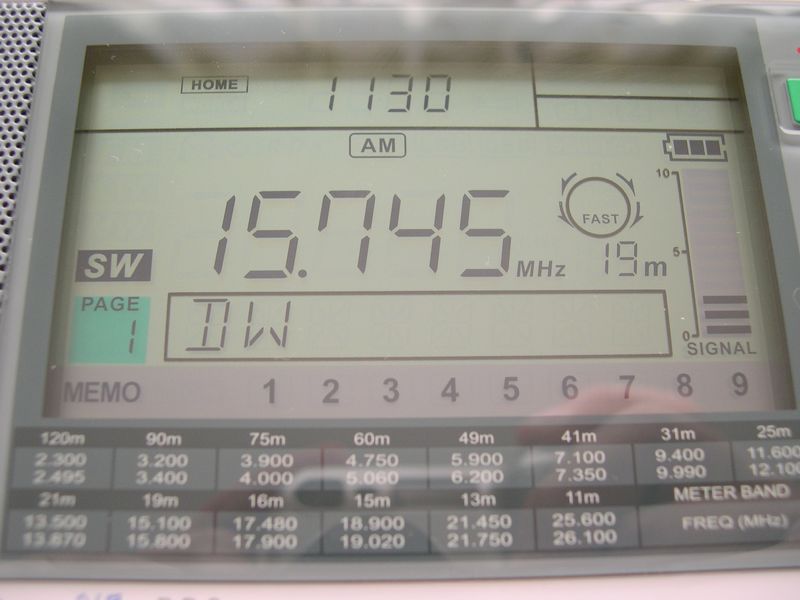 HOME 1130
AM
10
15.745 MHz FAST
SW 19m
5
PAGE
1 DW
0
SIGNAL
MEMO 1 2 3 4 5 6 7 8 9
120m 90m 75m 60m 49m 41m 31m 25m
2.300 3.200 3.900 4.750 5.900 7.100 9.400 11.600
2.495 3.400 4.000 5.060 6.200 7.350 9.990 12.100
21m 19m 16m 15m 13m 11m METER BAND
13.500 15.100 17.480 18.900 21.450 25.600 FREQ (MHz)
13.870 15.800 17.900 19.020 21.750 26.100